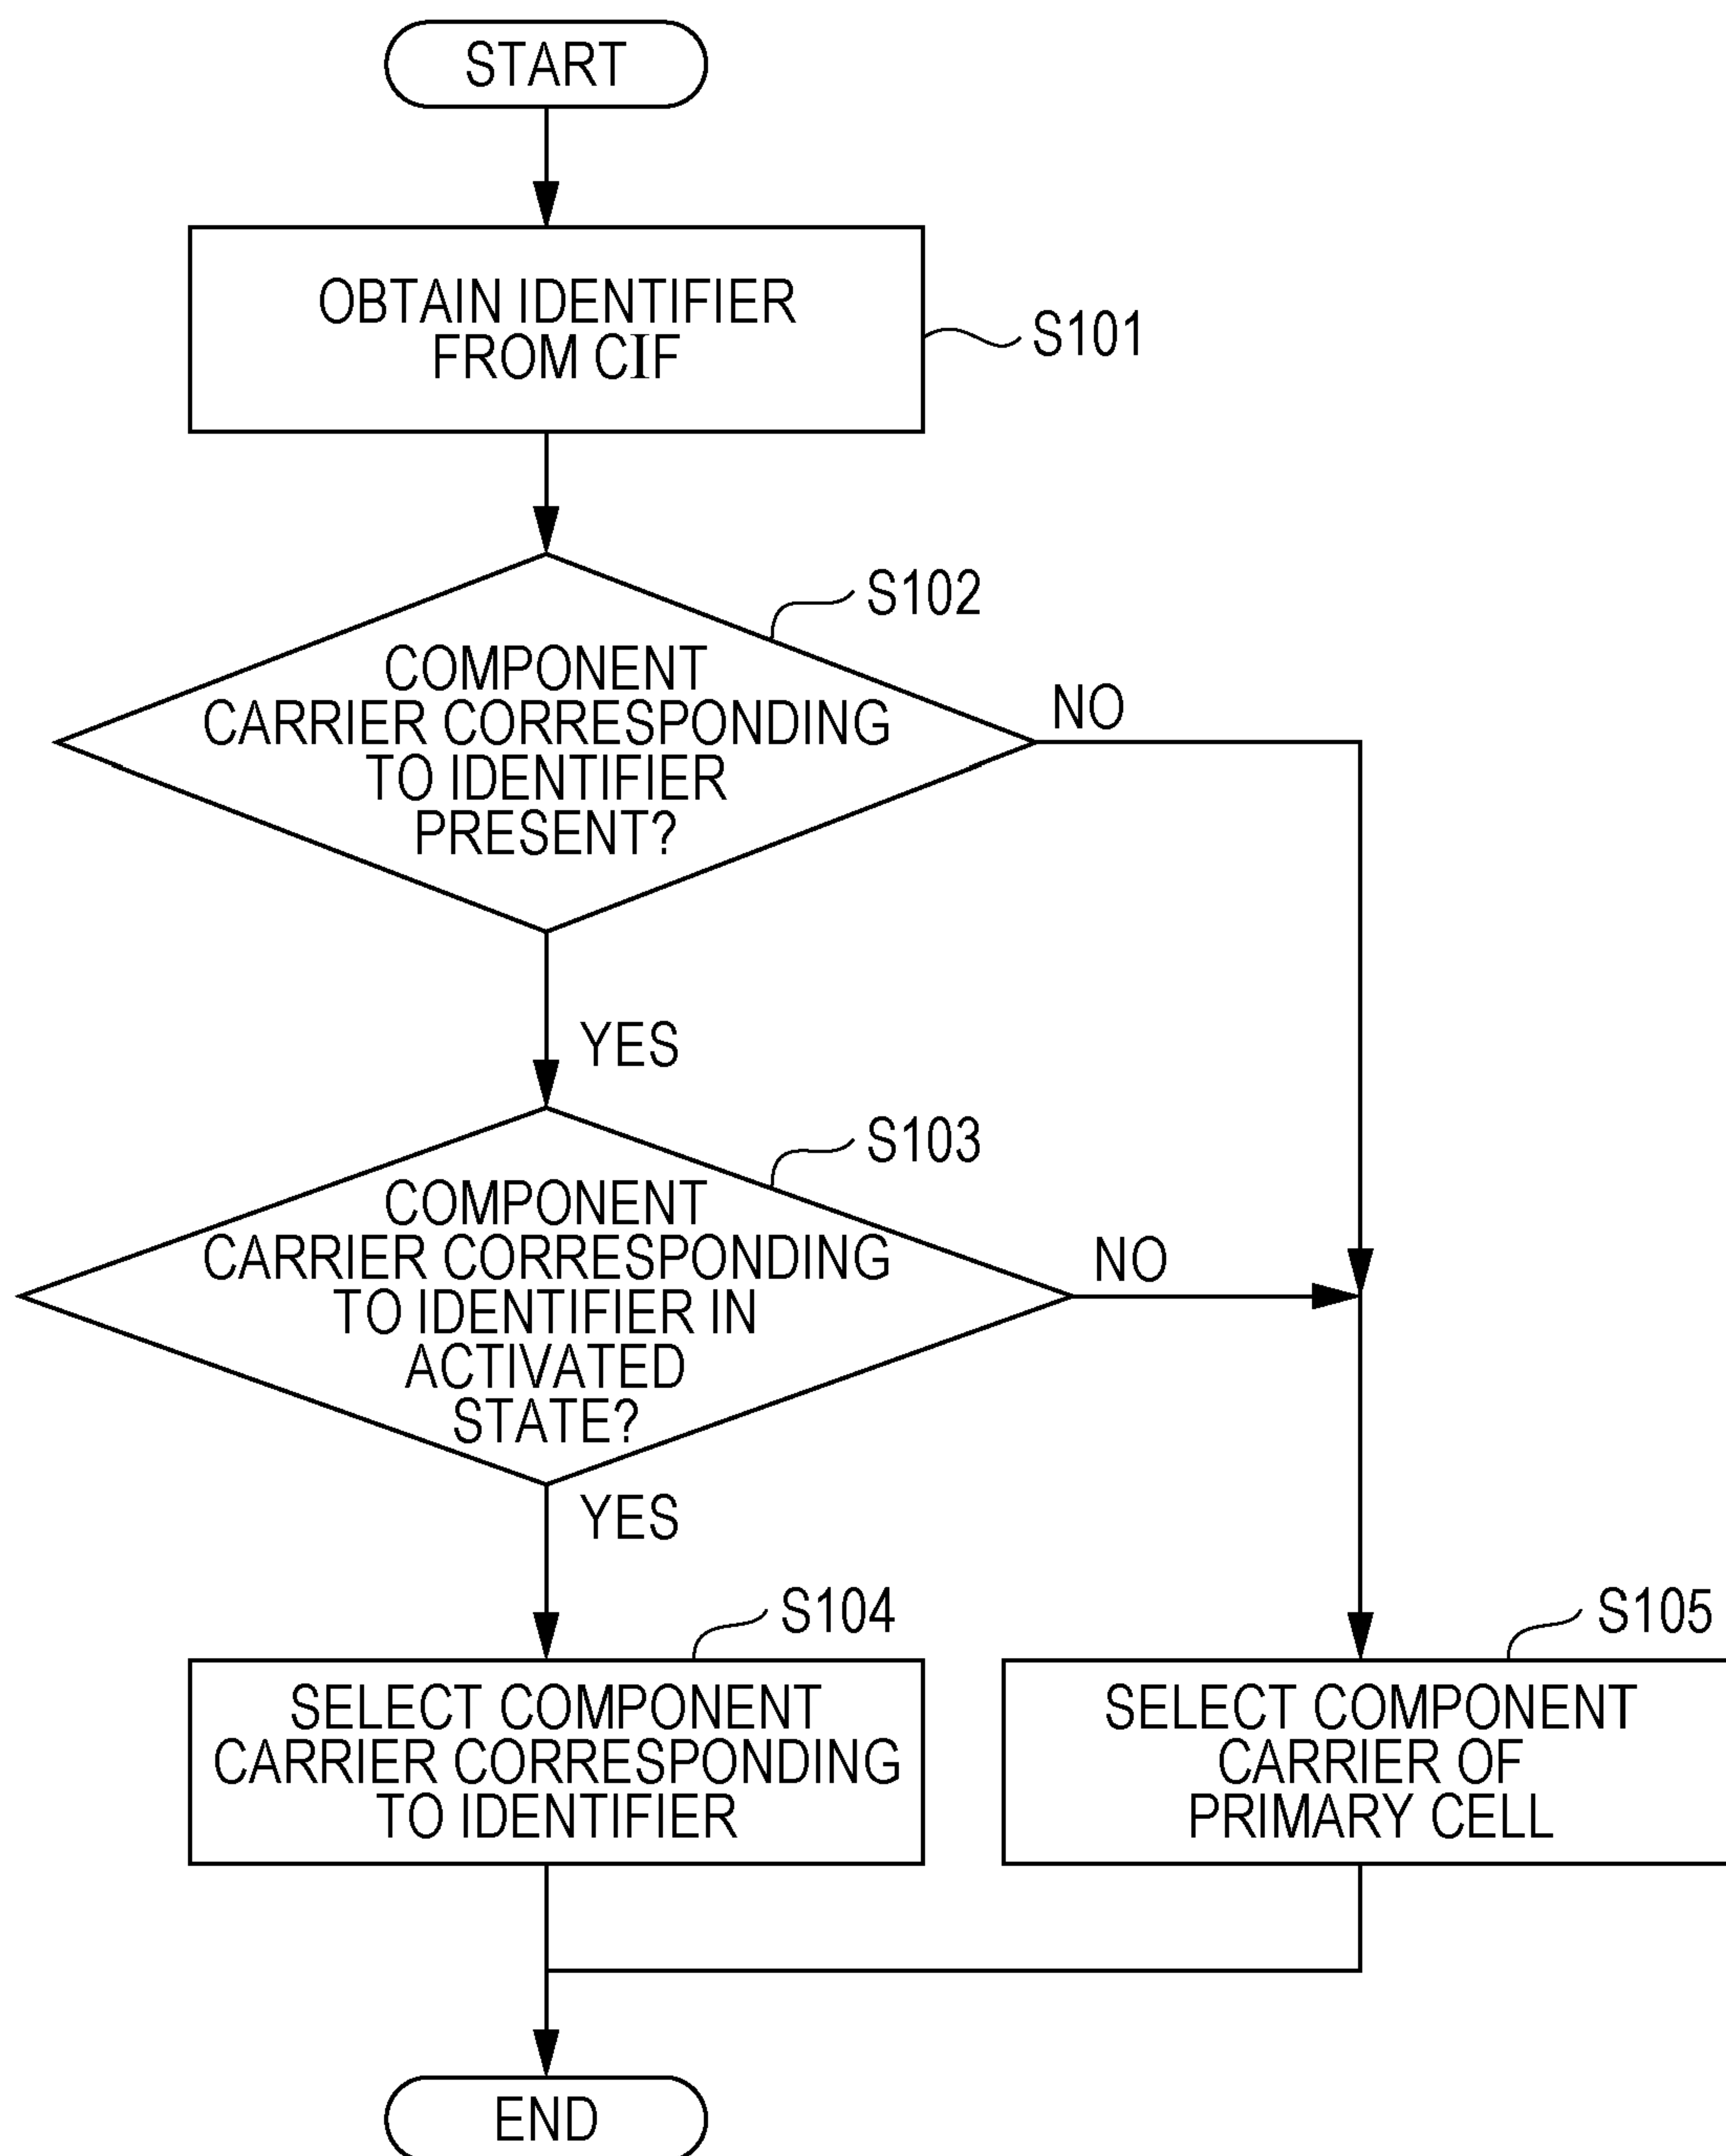 START
OBTAIN IDENTIFIER
FROM CIF
S101
S102
COMPONENT
CARRIER CORRESPONDING
TO IDENTIFIER
PRESENT?
NO
YES
S103
COMPONENT
CARRIER CORRESPONDING
TO IDENTIFIER IN
ACTIVATED
STATE?
NO
YES
S104
SELECT COMPONENT
CARRIER CORRESPONDING
TO IDENTIFIER
S105
SELECT COMPONENT
CARRIER OF
PRIMARY CELL
END